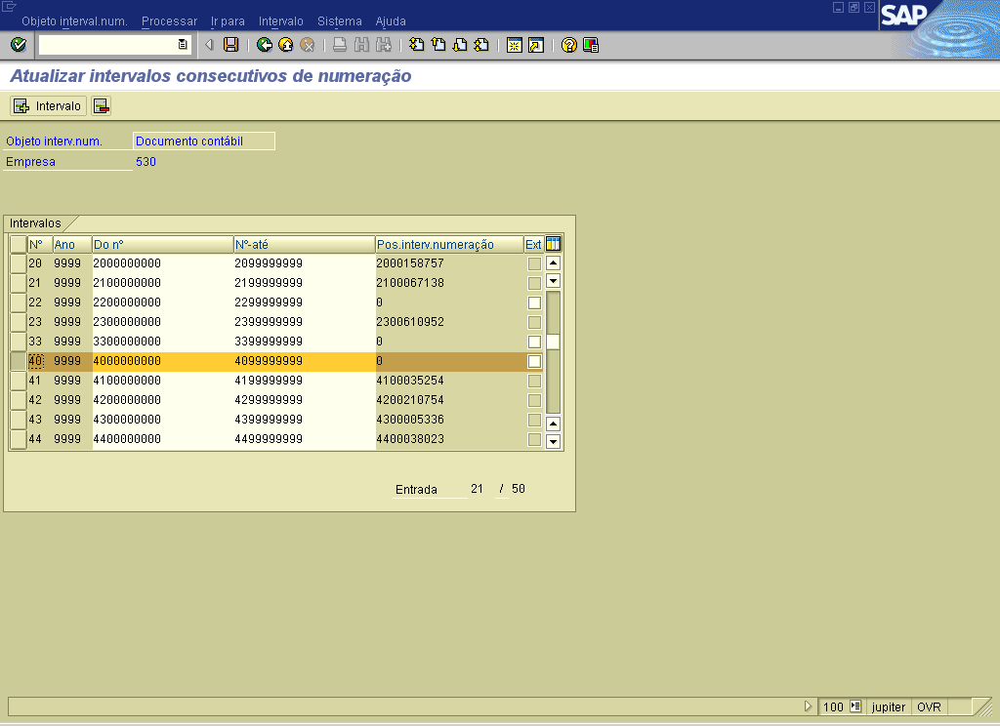 Objeto interval.num. Processar Ir para Intervalo Sistema Ajuda
SAP
Atualizar intervalos consecutivos de numeração
Intervalo
Objeto interv.num. Documento contábil
Empresa 530
Intervalos
Nº Ano Do nº Nº-até Pos.interv.numeração Ext
20 9999 2000000000 2099999999 2000158757
21 9999 2100000000 2199999999 2100067138
22 9999 2200000000 2299999999 0
23 9999 2300000000 2399999999 2300610952
33 9999 3300000000 3399999999 0
40 9999 4000000000 4099999999 0
41 9999 4100000000 4199999999 4100035254
42 9999 4200000000 4299999999 4200210754
43 9999 4300000000 4399999999 4300005336
44 9999 4400000000 4499999999 4400038023
Entrada 21 / 50
100 jupiter OVR